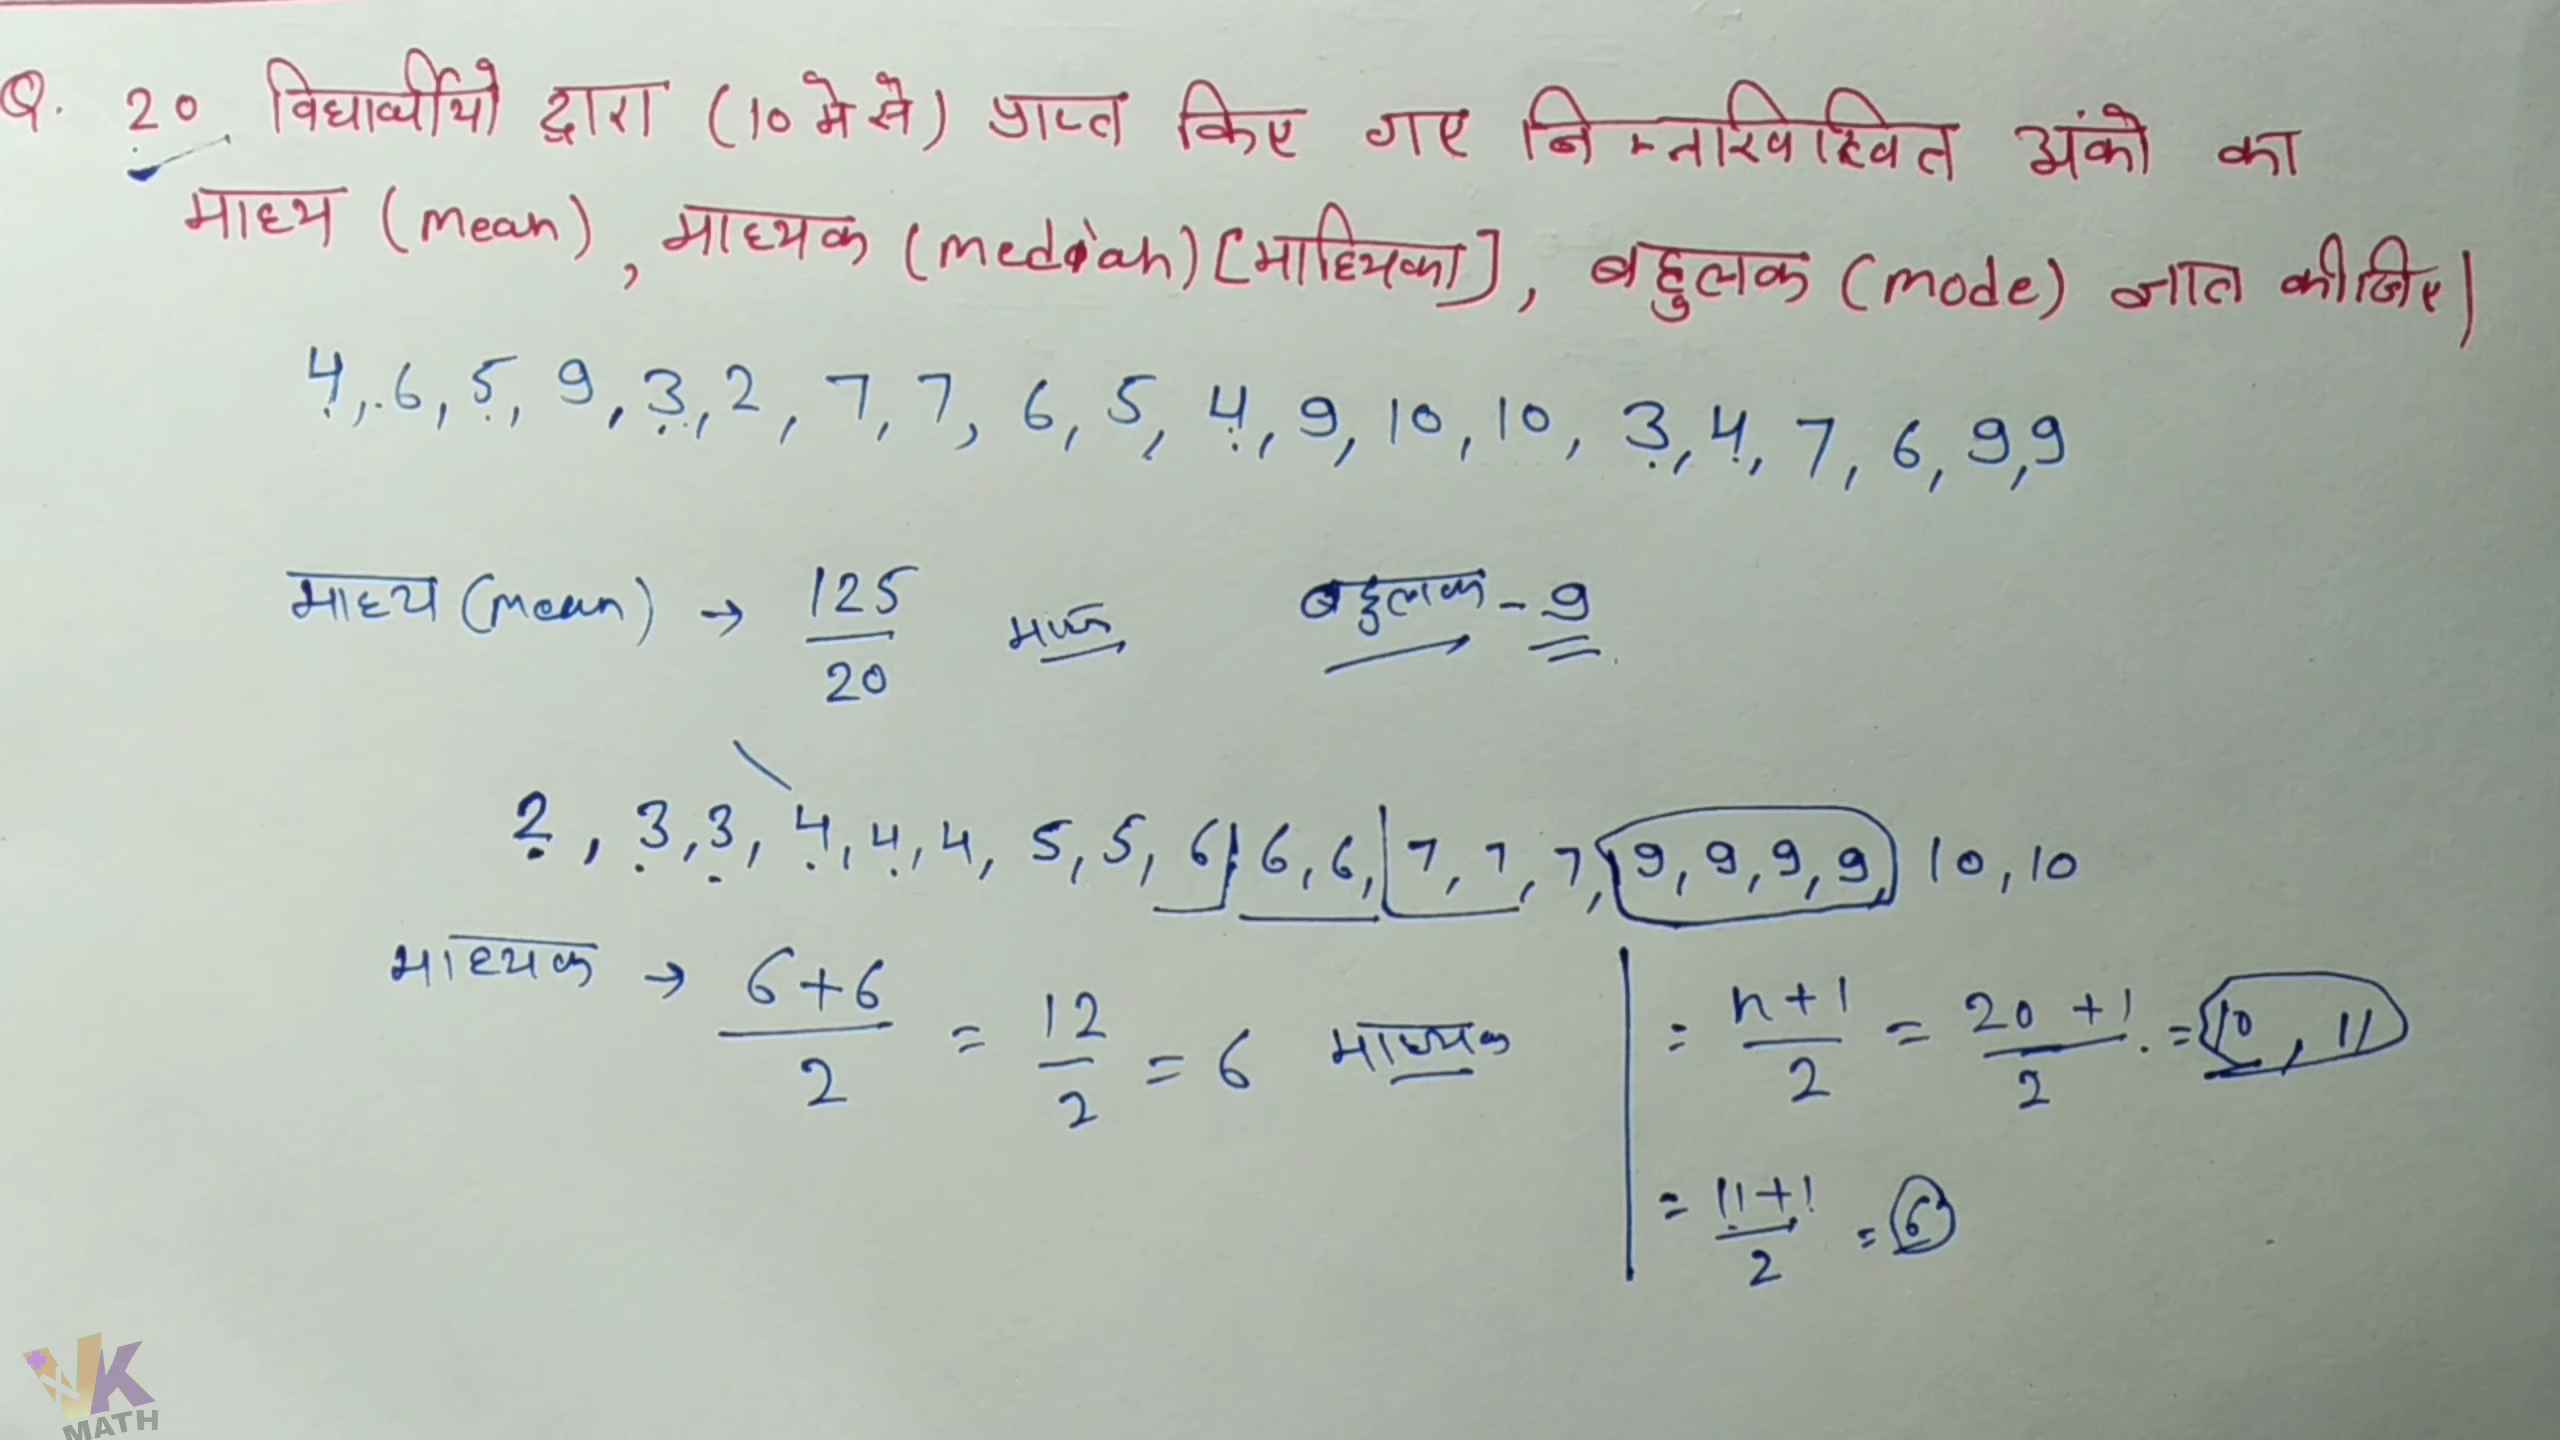 Q. 20 विद्यार्थीयो द्वारा (10 मे से) प्राप्त किए गए निम्नलिखित अंको का
माध्य (mean), माध्यक (median) [माध्यिका], बहुलक (mode) ज्ञात कीजिए|
4, 6, 5, 9, 3, 2, 7, 7, 6, 5, 4, 9, 10, 10, 3, 4, 7, 6, 9, 9
माध्य (mean) → 125/20 बहुलक - 9
2, 3, 3, 4, 4, 4, 5, 5, 6, 6, 6, 7, 7, 7, 9, 9, 9, 9, 10, 10
माध्यक → 6+6/2 = 12/2 = 6 माध्यक
= n+1/2 = 20+1/2 = 10, 11
= 11+1/2 = 6
VK
MATH